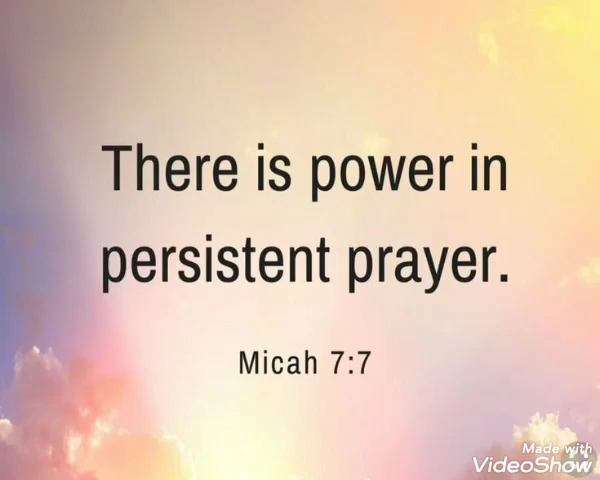 There is power in
persistent prayer.
Micah 7:7
Made with
VideoShow